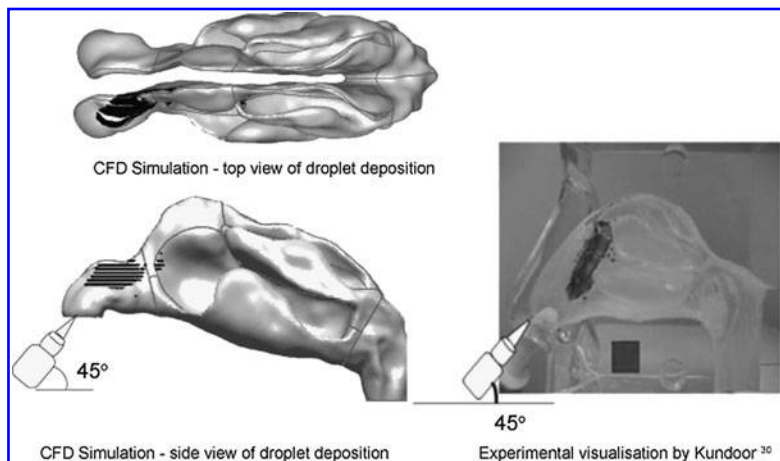 CFD Simulation - top view of droplet deposition
45°
45°
CFD Simulation - side view of droplet deposition
Experimental visualisation by Kundoor 30